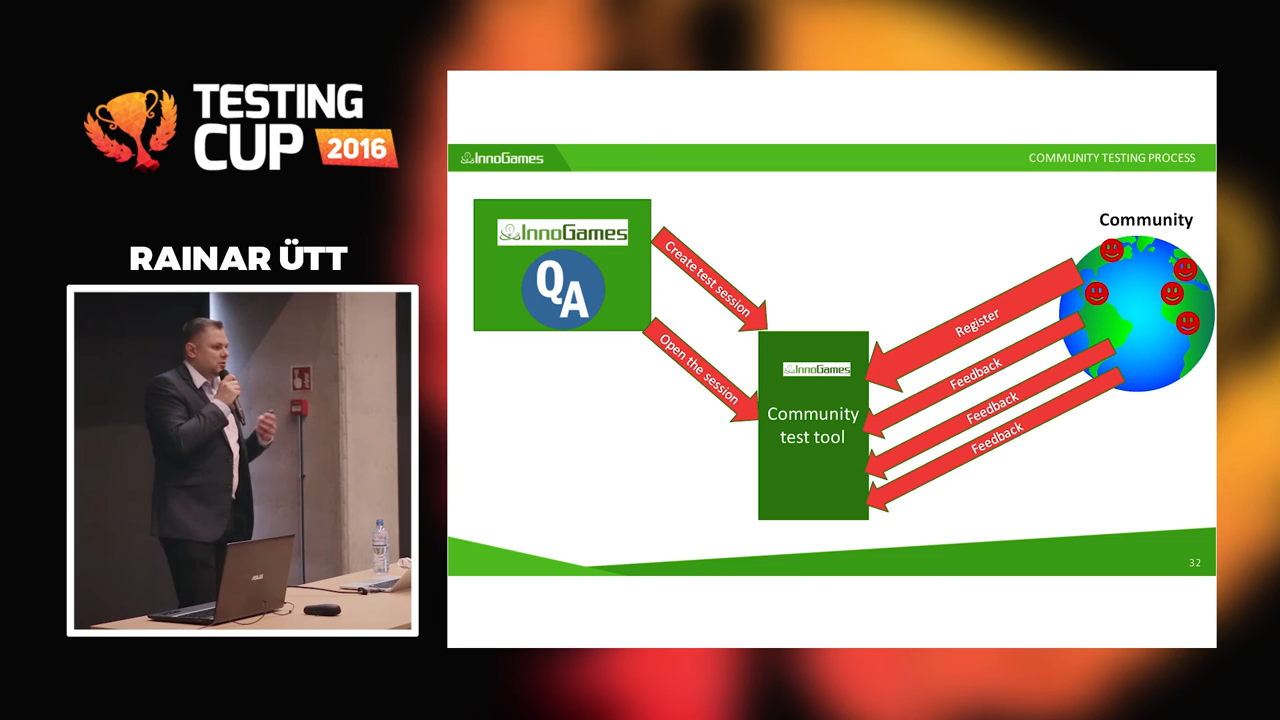 TESTING
CUP 2016
RAINAR ÜTT
ASUS
InnoGames
COMMUNITY TESTING PROCESS
InnoGames
QA
Create test session
Open the session
InnoGames
Community
test tool
Community
Register
Feedback
Feedback
Feedback
32